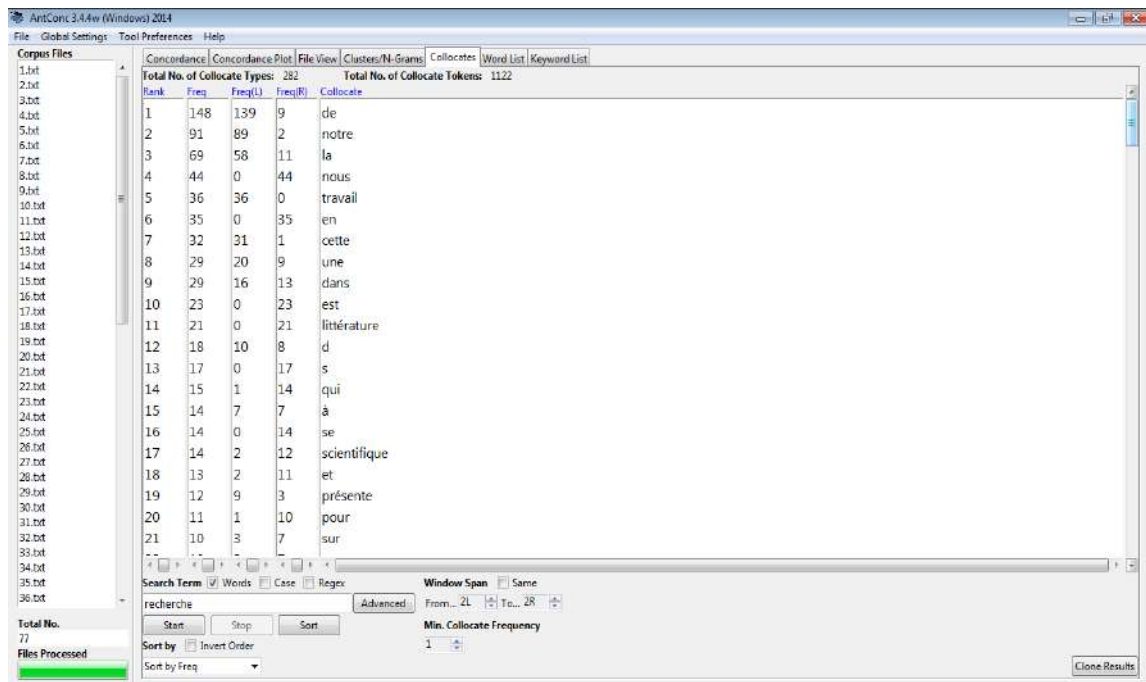 AntConc 3.4.4w (Windows) 2014
File Global Settings Tool Preferences Help
Corpus Files
1.txt
2.txt
3.txt
4.txt
5.txt
6.txt
7.txt
8.txt
9.txt
10.txt
11.txt
12.txt
13.txt
14.txt
15.txt
16.txt
17.txt
18.txt
19.txt
20.txt
21.txt
22.txt
23.txt
24.txt
25.txt
26.txt
27.txt
28.txt
29.txt
30.txt
31.txt
32.txt
33.txt
34.txt
35.txt
36.txt
Total No.
77
Files Processed
Concordance Concordance Plot File View Clusters/N-Grams Collocates Word List Keyword List
Total No. of Collocate Types: 282 Total No. of Collocate Tokens: 1122
Rank Freq Freq(L) Freq(R) Collocate
1 148 139 9 de
2 91 89 2 notre
3 69 58 11 la
4 44 0 44 nous
5 36 36 0 travail
6 35 0 35 en
7 32 31 1 cette
8 29 20 9 une
9 29 16 13 dans
10 23 0 23 est
11 21 0 21 littérature
12 18 10 8 d
13 17 0 17 s
14 15 1 14 qui
15 14 7 7 à
16 14 0 14 se
17 14 2 12 scientifique
18 13 2 11 et
19 12 9 3 présente
20 11 1 10 pour
21 10 3 7 sur
Search Term Words Case Regex Window Span Same
recherche Advanced From... 2L To... 2R
Start Stop Sort Min. Collocate Frequency
Sort by Invert Order 1
Sort by Freq Clone Results